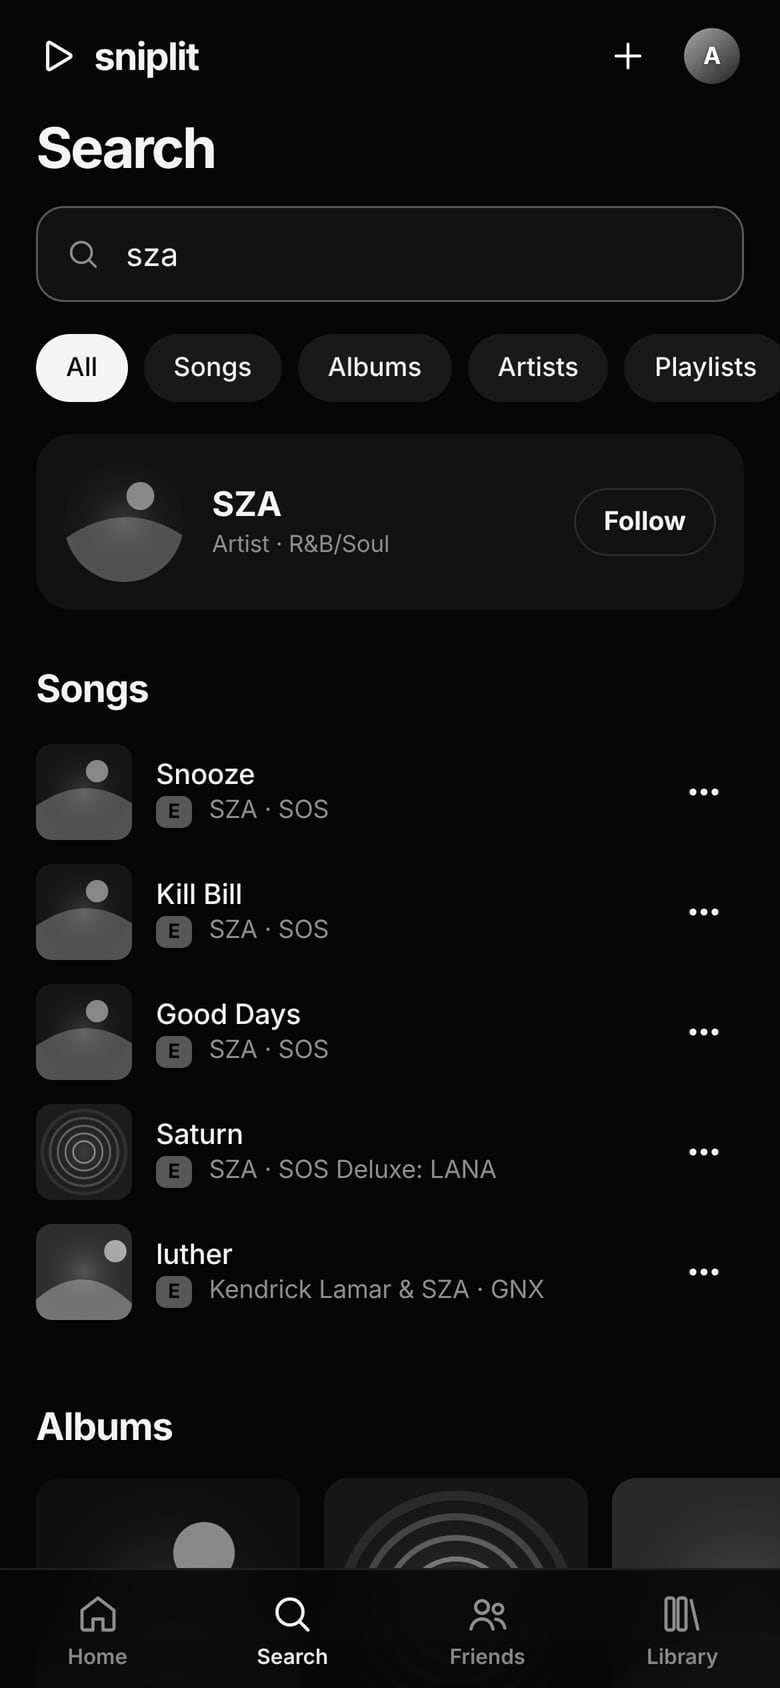 sniplit
A
Search
sza
All Songs Albums Artists Playlists
SZA
Artist · R&B/Soul
Follow
Songs
Snooze
E SZA · SOS
Kill Bill
E SZA · SOS
Good Days
E SZA · SOS
Saturn
E SZA · SOS Deluxe: LANA
luther
E Kendrick Lamar & SZA · GNX
Albums
Home Search Friends Library